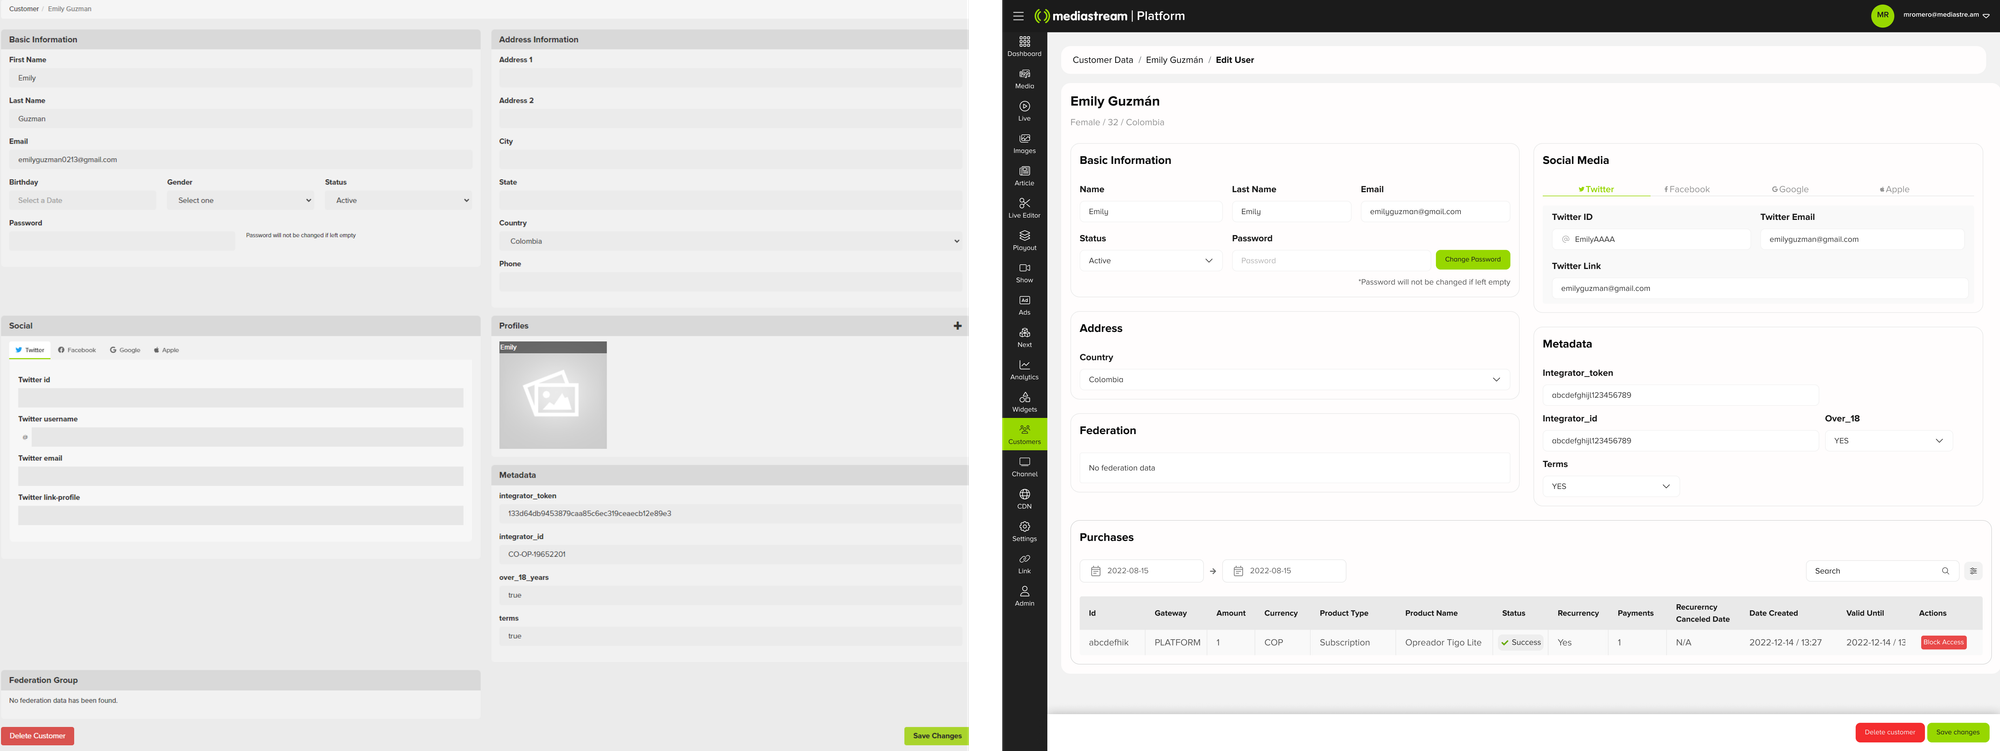 Customer / Emily Guzman
Basic Information
First Name
Emily
Last Name
Guzman
Email
emilyguzman0213@gmail.com
Birthday Gender Status
Select a Date Select one Active
Password
Password will not be changed if left empty
Address Information
Address 1
Address 2
City
State
Country
Colombia
Phone
Social
Twitter Facebook Google Apple
Twitter id
Twitter username
@
Twitter email
Twitter link-profile
Profiles +
Emily
Metadata
integrator_token
133d64db9453879caa85c6ec319ceaecb12e89e3
integrator_id
CO-OP-19652201
over_18_years
true
terms
true
Federation Group
No federation data has been found.
Delete Customer Save Changes
mediastream | Platform
MR mromero@mediastre.am
Dashboard
Media
Live
Images
Article
Live Editor
Playout
Show
Ad
Ads
Next
Analytics
Widgets
Customers
Channel
CDN
Settings
Link
Admin
Customer Data / Emily Guzmán / Edit User
Emily Guzmán
Female / 32 / Colombia
Basic Information
Name Last Name Email
Emily Emily emilyguzman@gmail.com
Status Password
Active Password Change Password
*Password will not be changed if left empty
Address
Country
Colombia
Federation
No federation data
Social Media
Twitter Facebook Google Apple
Twitter ID Twitter Email
@ EmilyAAAA emilyguzman@gmail.com
Twitter Link
emilyguzman@gmail.com
Metadata
Integrator_token
abcdefghijl123456789
Integrator_id Over_18
abcdefghijl123456789 YES
Terms
YES
Purchases
2022-08-15 → 2022-08-15 Search
Id Gateway Amount Currency Product Type Product Name Status Recurrency Payments Recurerncy Canceled Date Date Created Valid Until Actions
abcdefhik PLATFORM 1 COP Subscription Opreador Tigo Lite Success Yes 1 N/A 2022-12-14 / 13:27 2022-12-14 / 13 Block Access
Delete customer Save changes